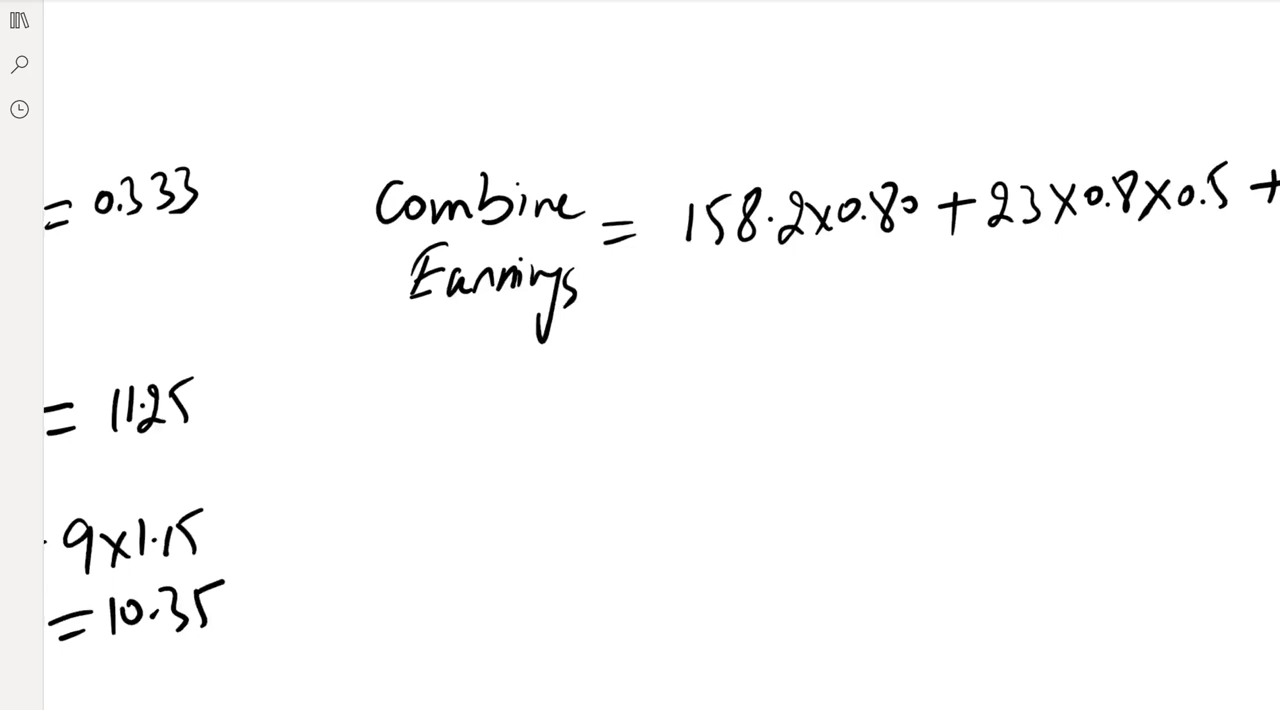 = 0.333
Combine = 158.2x0.80 + 23x0.8x0.5 +
Earnings
= 11.25
9x1.15
= 10.35